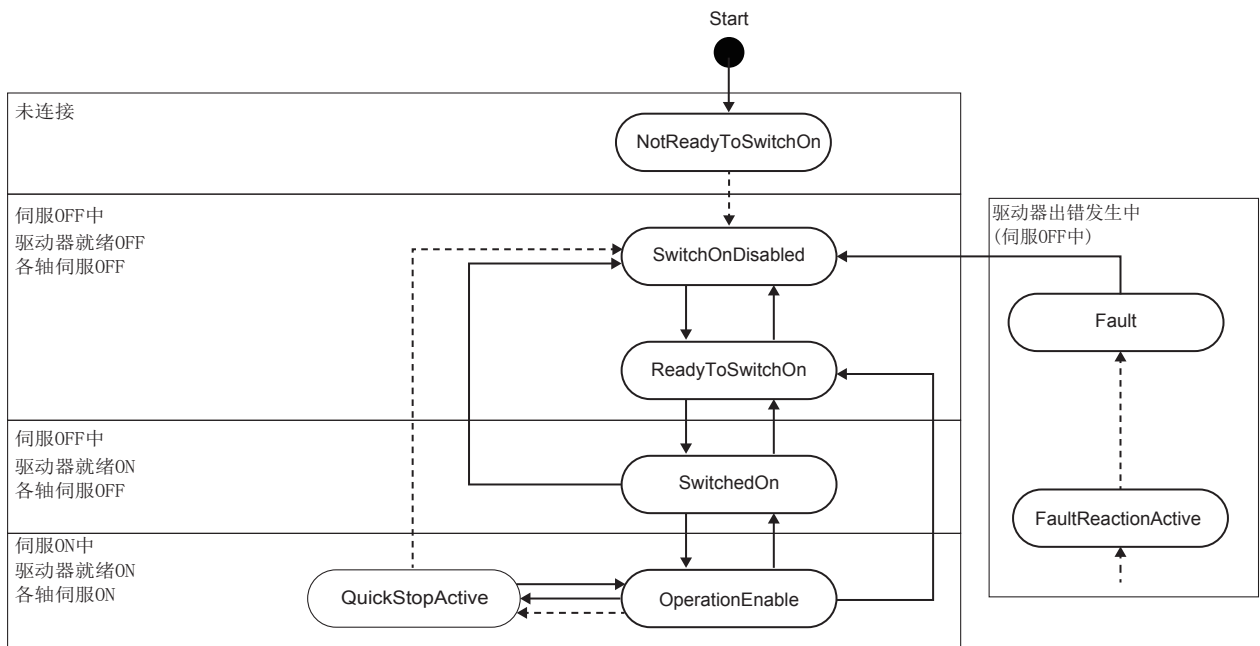 Start
未连接
NotReadyToSwitchOn
伺服OFF中
驱动器就绪OFF
各轴伺服OFF
SwitchOnDisabled
ReadyToSwitchOn
驱动器出错发生中
(伺服OFF中)
Fault
FaultReactionActive
伺服OFF中
驱动器就绪ON
各轴伺服OFF
SwitchedOn
伺服ON中
驱动器就绪ON
各轴伺服ON
QuickStopActive
OperationEnable